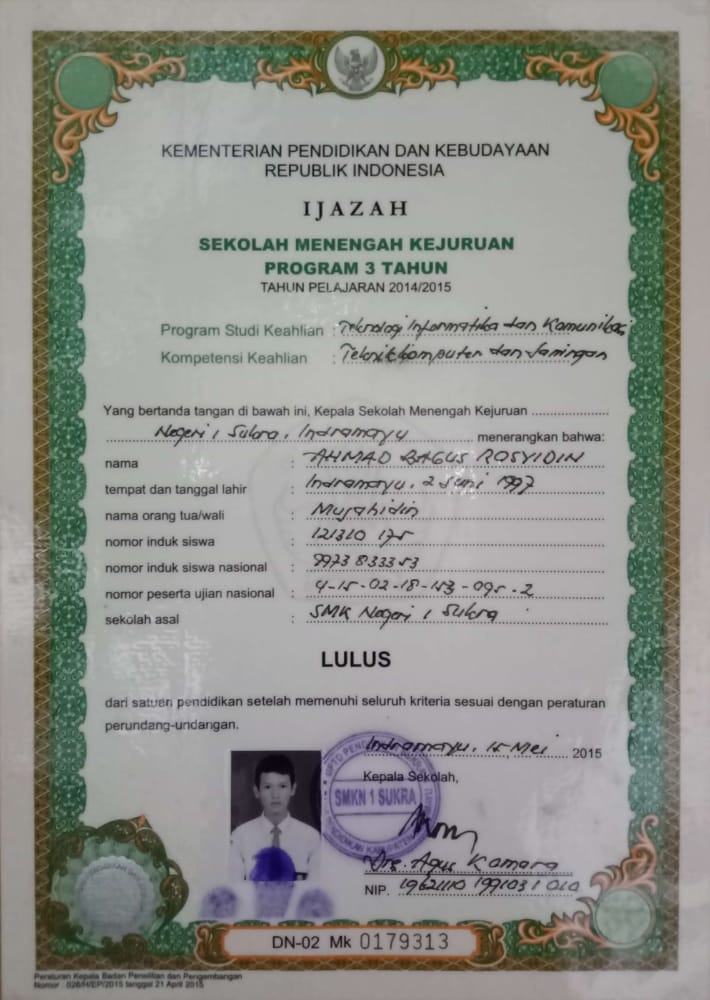 KEMENTERIAN PENDIDIKAN DAN KEBUDAYAAN
REPUBLIK INDONESIA
IJAZAH
SEKOLAH MENENGAH KEJURUAN
PROGRAM 3 TAHUN
TAHUN PELAJARAN 2014/2015
Program Studi Keahlian : Teknologi Informatika dan Komunikasi
Kompetensi Keahlian : Teknik Komputer dan Jaringan
Yang bertanda tangan di bawah ini, Kepala Sekolah Menengah Kejuruan
Negeri 1 Sukra, Indramayu menerangkan bahwa:
nama : AHMAD BAGUS ROSYIDIN
tempat dan tanggal lahir : Indramayu, 2 Juni 1997
nama orang tua/wali : Mujahidin
nomor induk siswa : 121310 175
nomor induk siswa nasional : 9973833353
nomor peserta ujian nasional : 4-15-02-18-153-095-2
sekolah asal : SMK Negeri 1 Sukra
LULUS
dari satuan pendidikan setelah memenuhi seluruh kriteria sesuai dengan peraturan
perundang-undangan.
Indramayu, 15 Mei 2015
Kepala Sekolah,
SMKN 1 SUKRA
Drs. Agus Kamara
NIP. 19621110 199103 1 010
DN-02 Mk 0179313
Peraturan Kepala Badan Penelitian dan Pengembangan
Nomor : 026/H/EP/2015 tanggal 21 April 2015